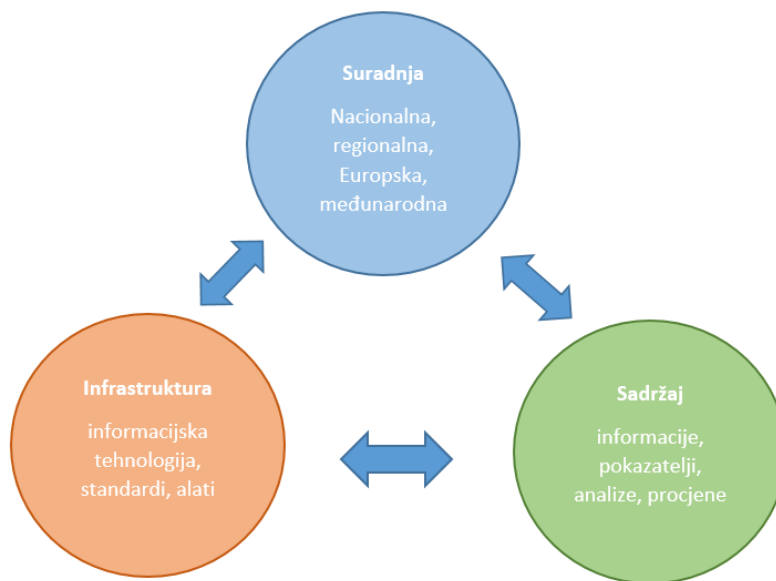 Suradnja
Nacionalna,
regionalna,
Europska,
međunarodna
Infrastruktura
informacijska
tehnologija,
standardi, alati
Sadržaj
informacije,
pokazatelji,
analize, procjene